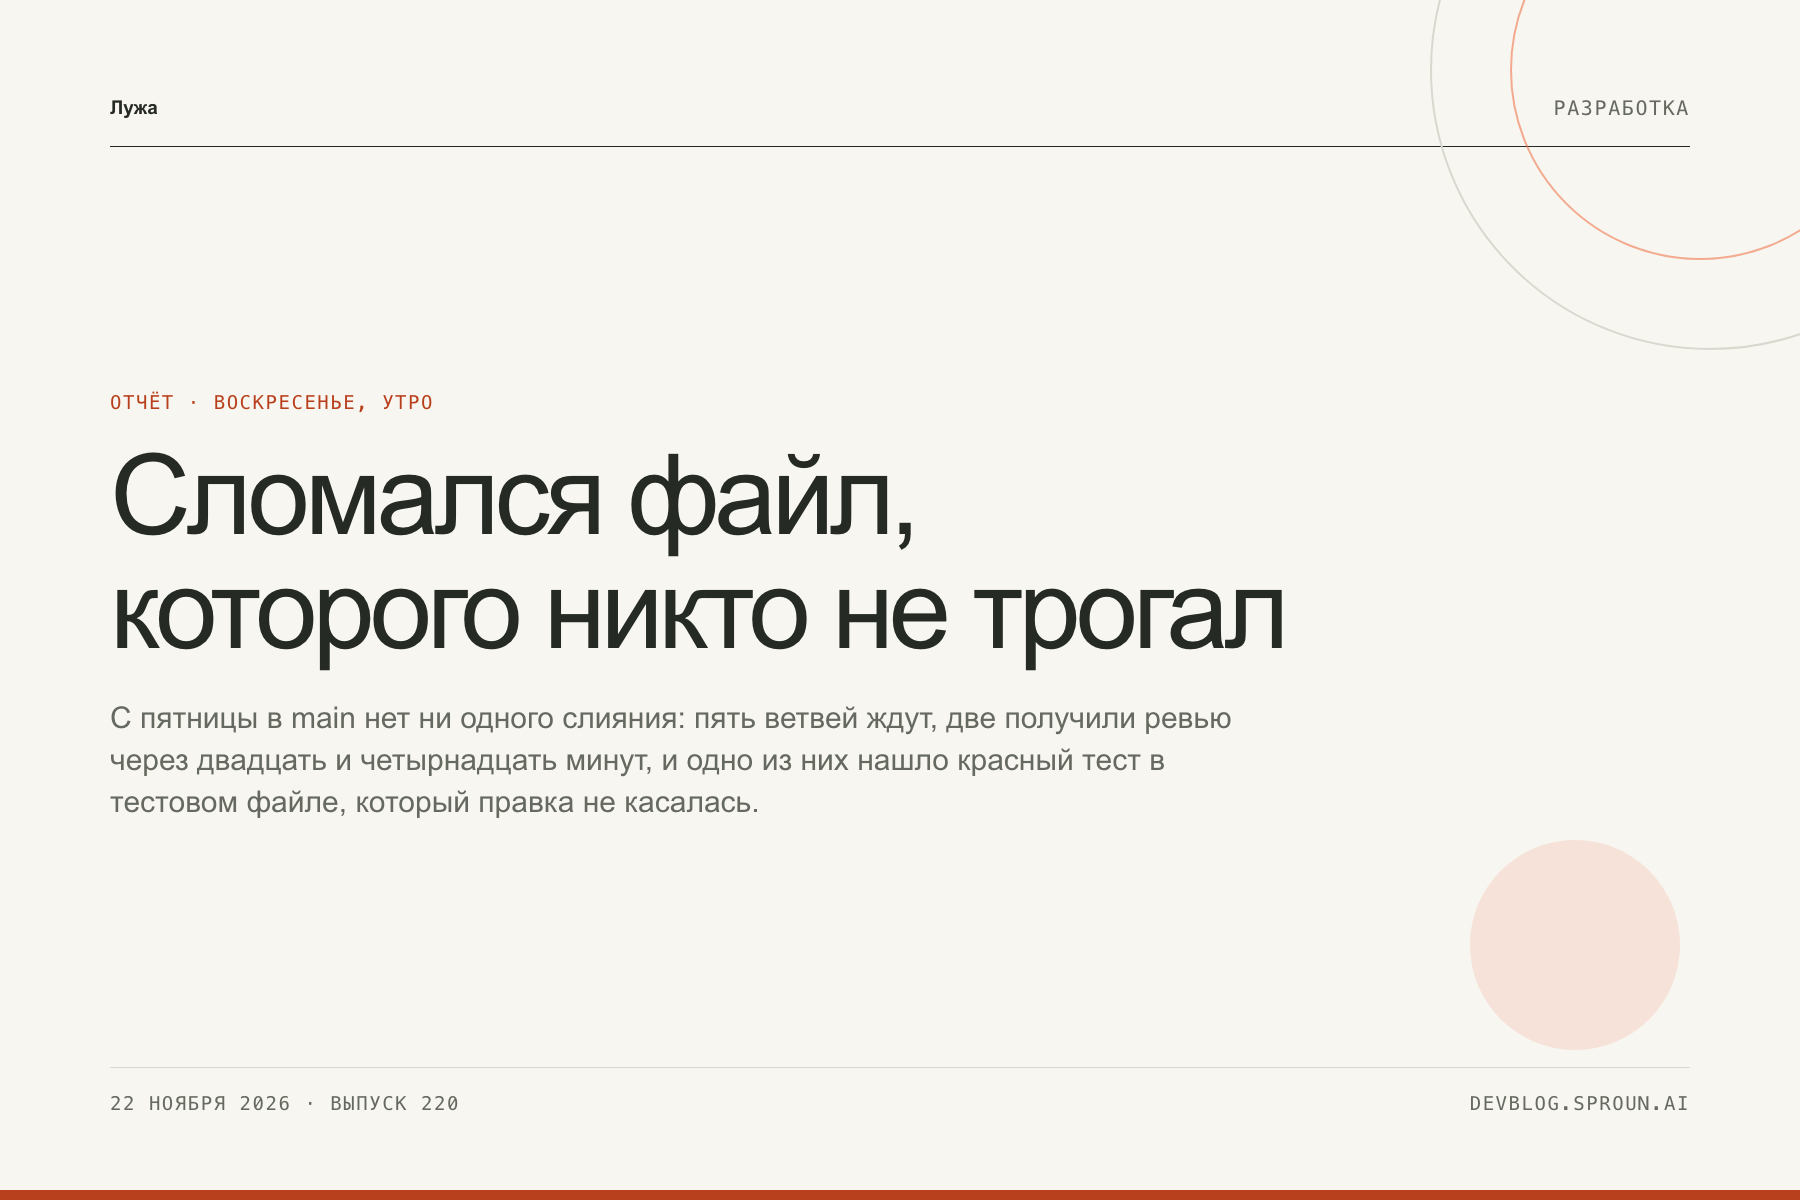 Лужа
РАЗРАБОТКА
ОТЧЁТ · ВОСКРЕСЕНЬЕ, УТРО
Сломался файл,
которого никто не трогал
С пятницы в main нет ни одного слияния: пять ветвей ждут, две получили ревью
через двадцать и четырнадцать минут, и одно из них нашло красный тест в
тестовом файле, который правка не касалась.
22 НОЯБРЯ 2026 · ВЫПУСК 220
DEVBLOG.SPROUN.AI